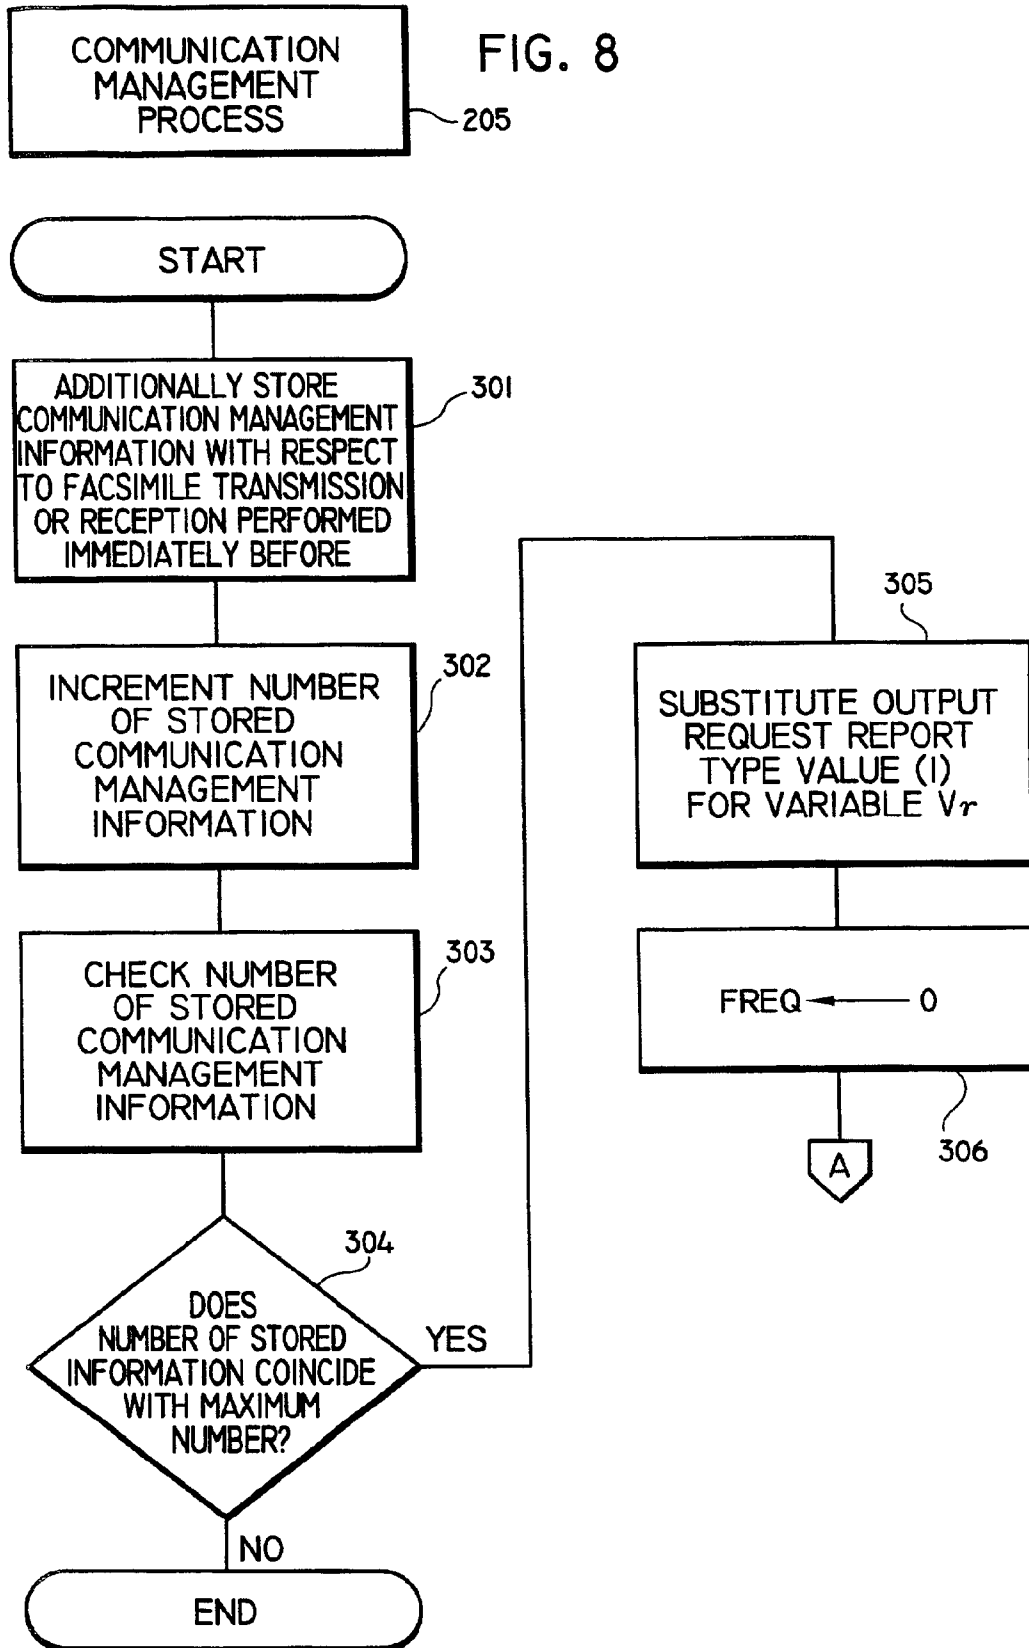 COMMUNICATION
MANAGEMENT
PROCESS
205
FIG. 8
START
ADDITIONALLY STORE
COMMUNICATION MANAGEMENT
INFORMATION WITH RESPECT
TO FACSIMILE TRANSMISSION
OR RECEPTION PERFORMED
IMMEDIATELY BEFORE
301
INCREMENT NUMBER
OF STORED
COMMUNICATION
MANAGEMENT
INFORMATION
302
CHECK NUMBER
OF STORED
COMMUNICATION
MANAGEMENT
INFORMATION
303
304
DOES
NUMBER OF STORED
INFORMATION COINCIDE
WITH MAXIMUM
NUMBER?
YES
NO
END
305
SUBSTITUTE OUTPUT
REQUEST REPORT
TYPE VALUE (1)
FOR VARIABLE Vr
FREQ ← 0
306
A